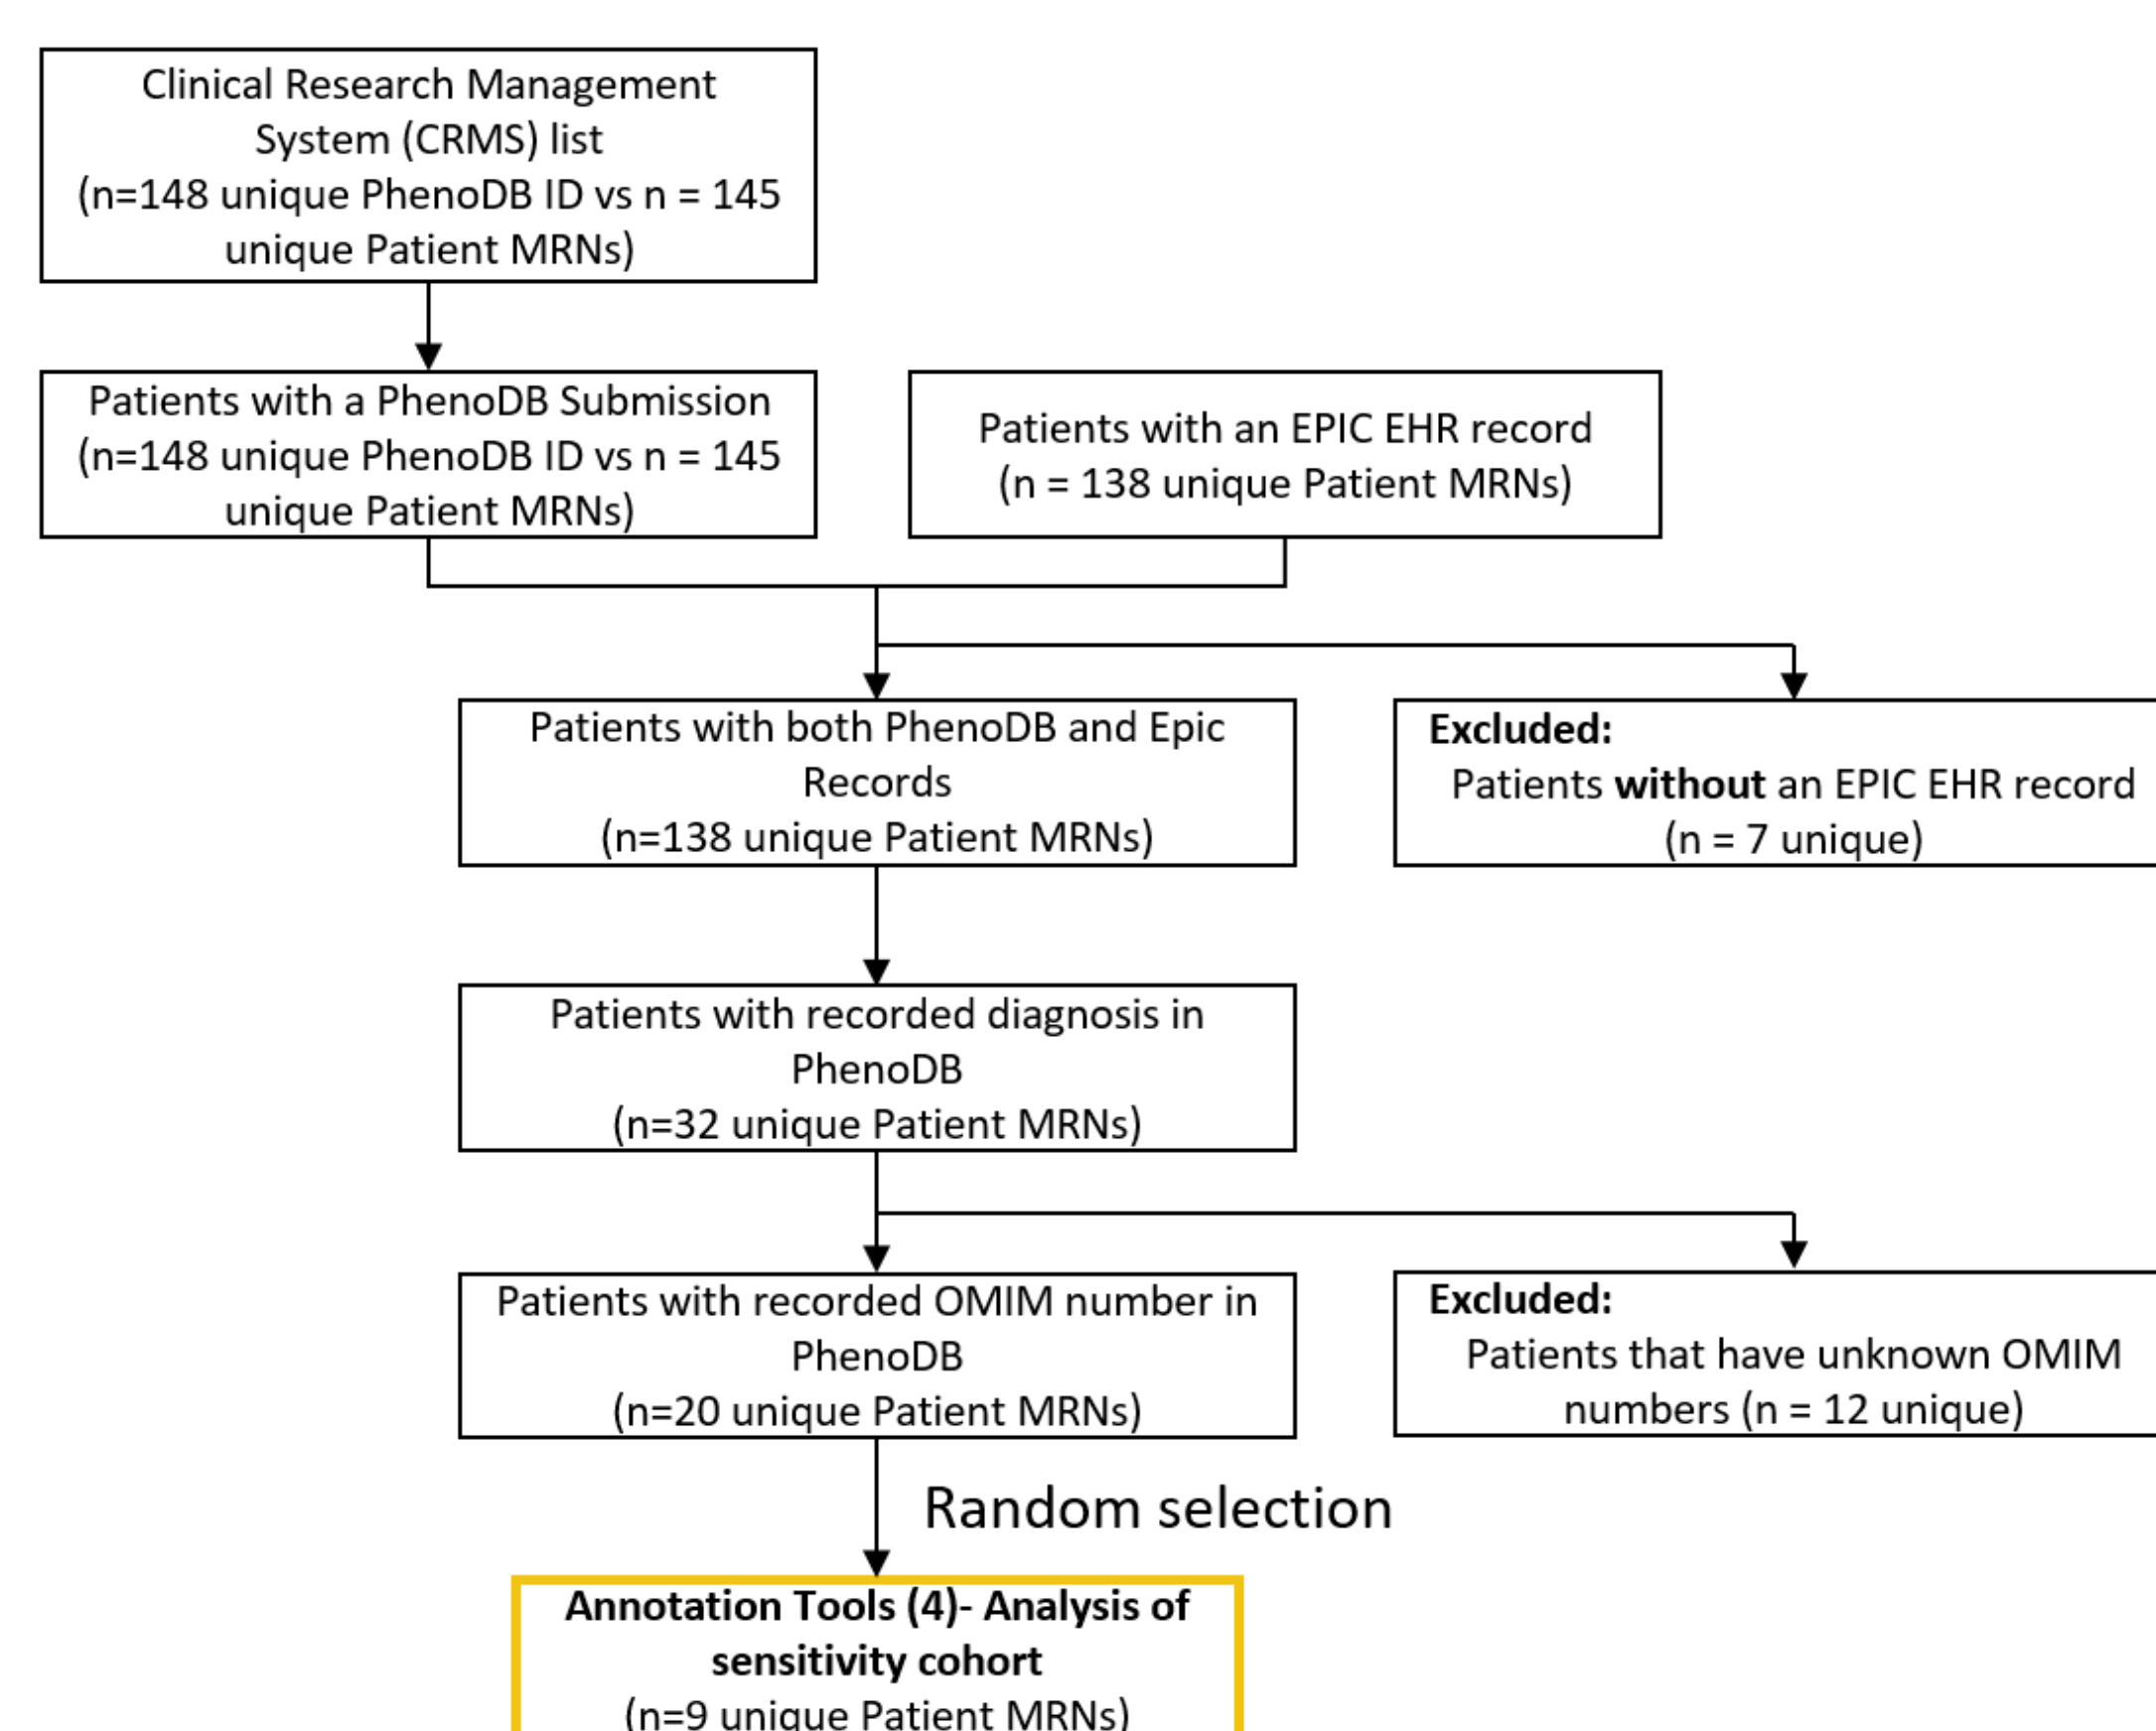 Clinical Research Management
System (CRMS) list
(n=148 unique PhenoDB ID vs n = 145
unique Patient MRNs)
Patients with a PhenoDB Submission
(n=148 unique PhenoDB ID vs n = 145
unique Patient MRNs)
Patients with an EPIC EHR record
(n = 138 unique Patient MRNs)
Patients with both PhenoDB and Epic
Records
(n=138 unique Patient MRNs)
Excluded:
Patients without an EPIC EHR record
(n = 7 unique)
Patients with recorded diagnosis in
PhenoDB
(n=32 unique Patient MRNs)
Patients with recorded OMIM number in
PhenoDB
(n=20 unique Patient MRNs)
Excluded:
Patients that have unknown OMIM
numbers (n = 12 unique)
Random selection
Annotation Tools (4)- Analysis of
sensitivity cohort
(n=9 unique Patient MRNs)